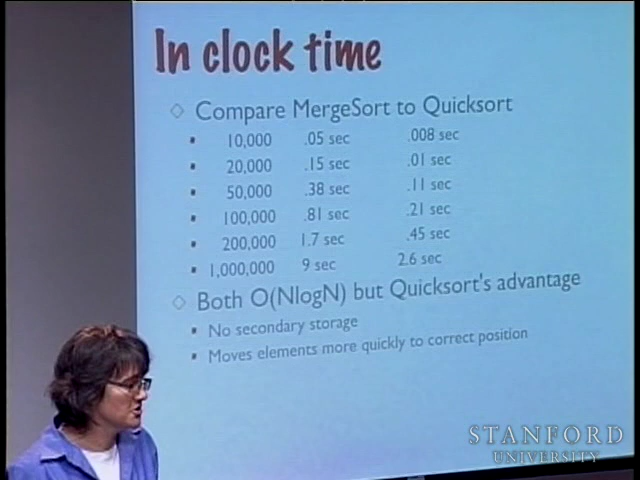 In clock time
◇ Compare MergeSort to Quicksort
▪ 10,000 .05 sec .008 sec
▪ 20,000 .15 sec .01 sec
▪ 50,000 .38 sec .11 sec
▪ 100,000 .81 sec .21 sec
▪ 200,000 1.7 sec .45 sec
▪ 1,000,000 9 sec 2.6 sec
◇ Both O(NlogN) but Quicksort's advantage
▪ No secondary storage
▪ Moves elements more quickly to correct position
STANFORD
UNIVERSITY